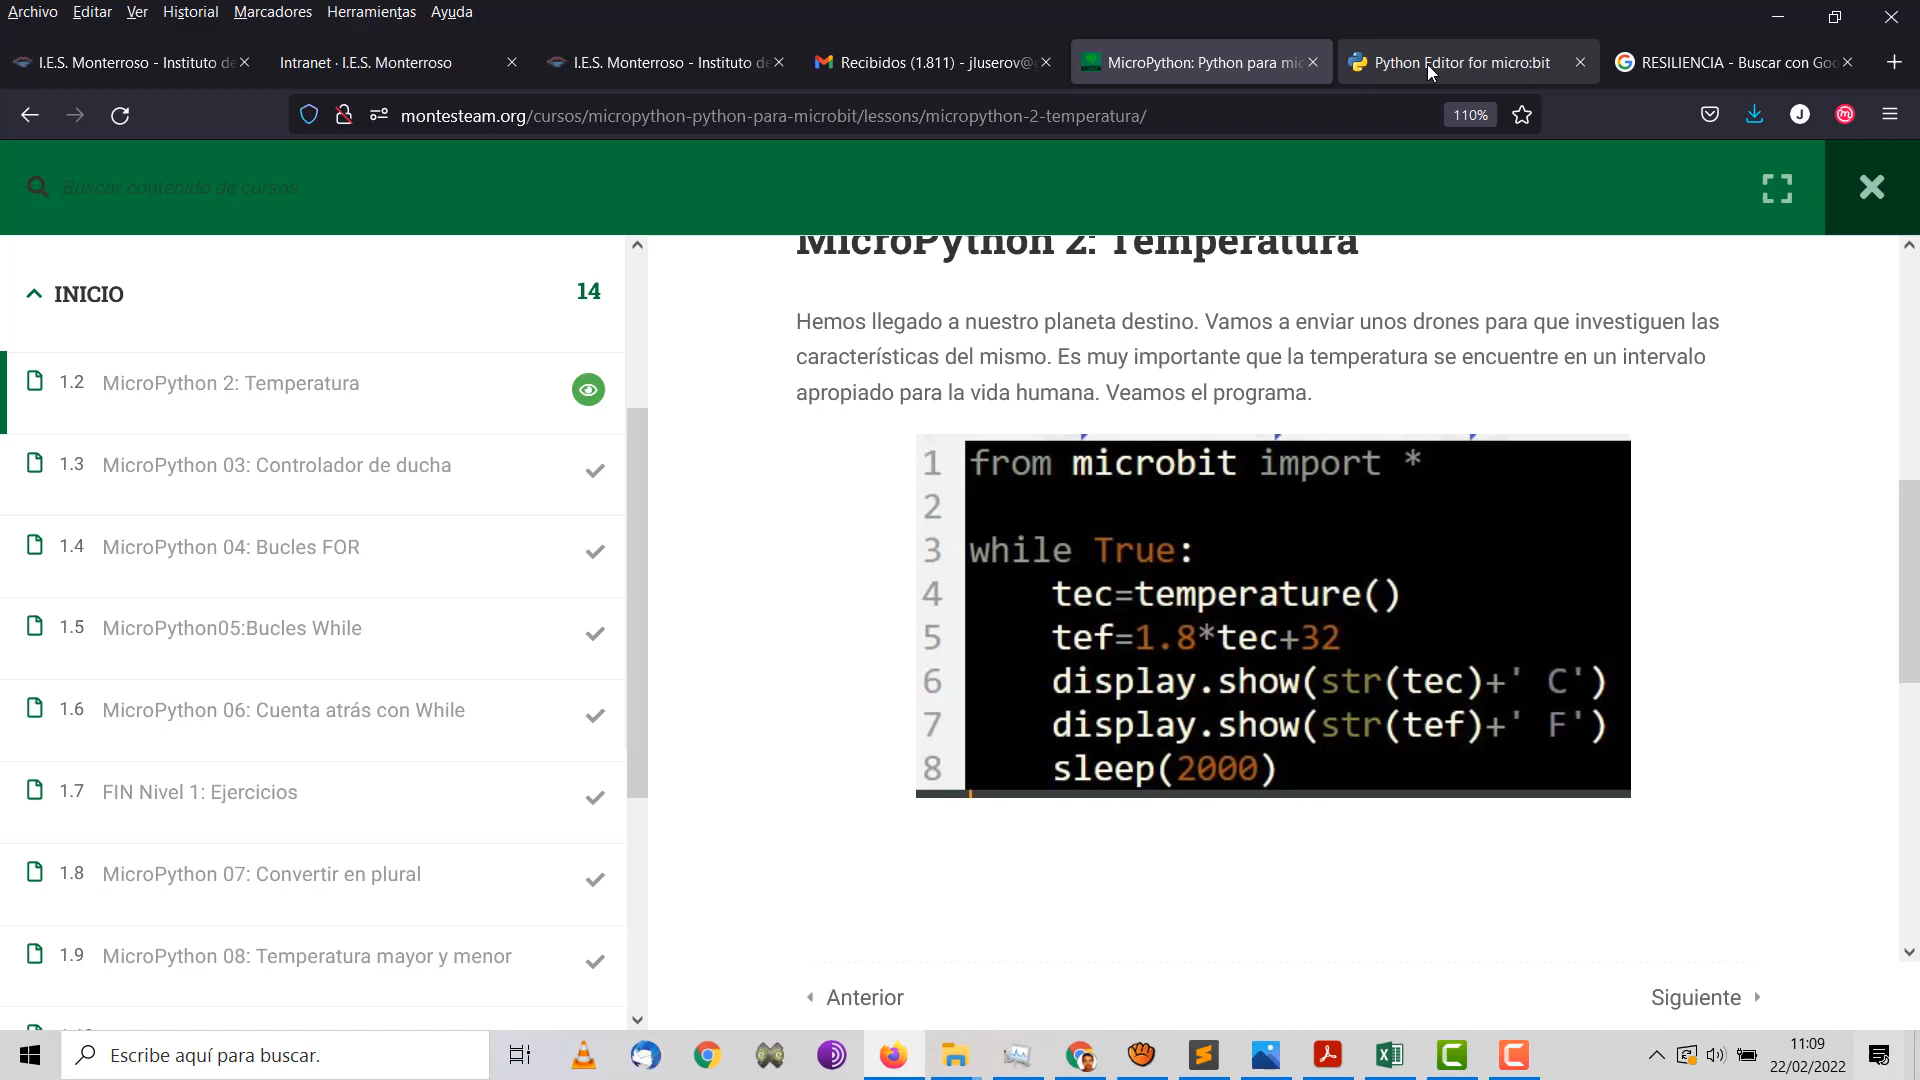 Archivo Editar Ver Historial Marcadores Herramientas Ayuda
I.E.S. Monterroso - Instituto de
Intranet · I.E.S. Monterroso
I.E.S. Monterroso - Instituto de
Recibidos (1.811) - jluserov@
MicroPython: Python para mic
Python Editor for micro:bit
RESILIENCIA - Buscar con Goo
montesteam.org/cursos/micropython-python-para-microbit/lessons/micropython-2-temperatura/
110%
J
m
Buscar contenido de cursos
INICIO 14
1.2 MicroPython 2: Temperatura
1.3 MicroPython 03: Controlador de ducha
1.4 MicroPython 04: Bucles FOR
1.5 MicroPython05:Bucles While
1.6 MicroPython 06: Cuenta atrás con While
1.7 FIN Nivel 1: Ejercicios
1.8 MicroPython 07: Convertir en plural
1.9 MicroPython 08: Temperatura mayor y menor
MicroPython 2: Temperatura
Hemos llegado a nuestro planeta destino. Vamos a enviar unos drones para que investiguen las
características del mismo. Es muy importante que la temperatura se encuentre en un intervalo
apropiado para la vida humana. Veamos el programa.
1 from microbit import *
2
3 while True:
4 tec=temperature()
5 tef=1.8*tec+32
6 display.show(str(tec)+' C')
7 display.show(str(tef)+' F')
8 sleep(2000)
Anterior
Siguiente
Escribe aquí para buscar.
11:09
22/02/2022